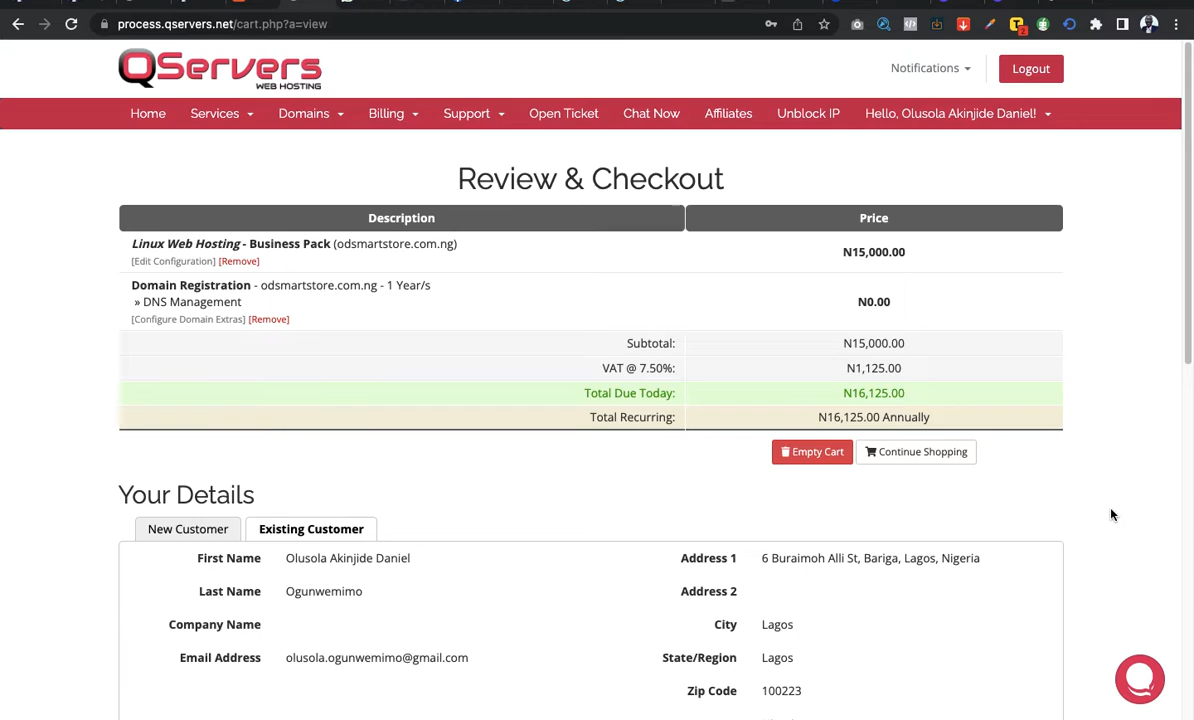 process.qservers.net/cart.php?a=view
QServers
WEB HOSTING
Notifications
Logout
Home Services Domains Billing Support Open Ticket Chat Now Affiliates Unblock IP Hello, Olusola Akinjide Daniel!
Review & Checkout
Description Price
Linux Web Hosting - Business Pack (odsmartstore.com.ng)
[Edit Configuration] [Remove]
N15,000.00
Domain Registration - odsmartstore.com.ng - 1 Year/s
» DNS Management
[Configure Domain Extras] [Remove]
N0.00
Subtotal: N15,000.00
VAT @ 7.50%: N1,125.00
Total Due Today: N16,125.00
Total Recurring: N16,125.00 Annually
Empty Cart Continue Shopping
Your Details
New Customer Existing Customer
First Name Olusola Akinjide Daniel Address 1 6 Buraimoh Alli St, Bariga, Lagos, Nigeria
Last Name Ogunwemimo Address 2
Company Name City Lagos
Email Address olusola.ogunwemimo@gmail.com State/Region Lagos
Zip Code 100223